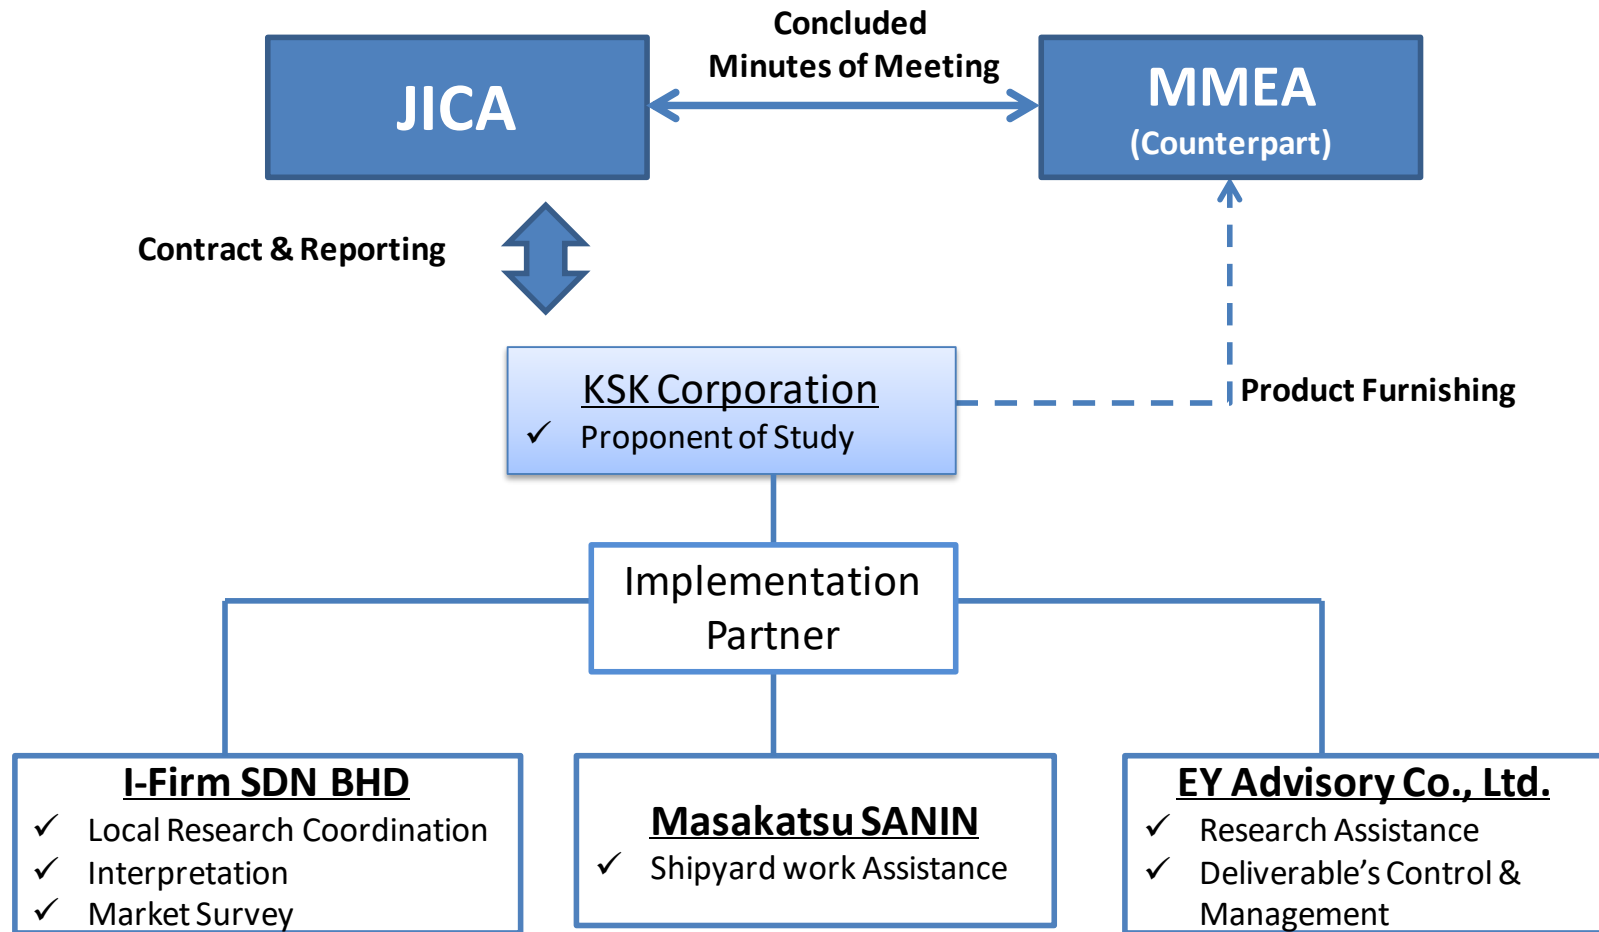 Concluded
Minutes of Meeting
JICA
MMEA
(Counterpart)
Contract & Reporting
KSK Corporation
✓ Proponent of Study
Product Furnishing
Implementation
Partner
I-Firm SDN BHD
✓ Local Research Coordination
✓ Interpretation
✓ Market Survey
Masakatsu SANIN
✓ Shipyard work Assistance
EY Advisory Co., Ltd.
✓ Research Assistance
✓ Deliverable’s Control &
Management